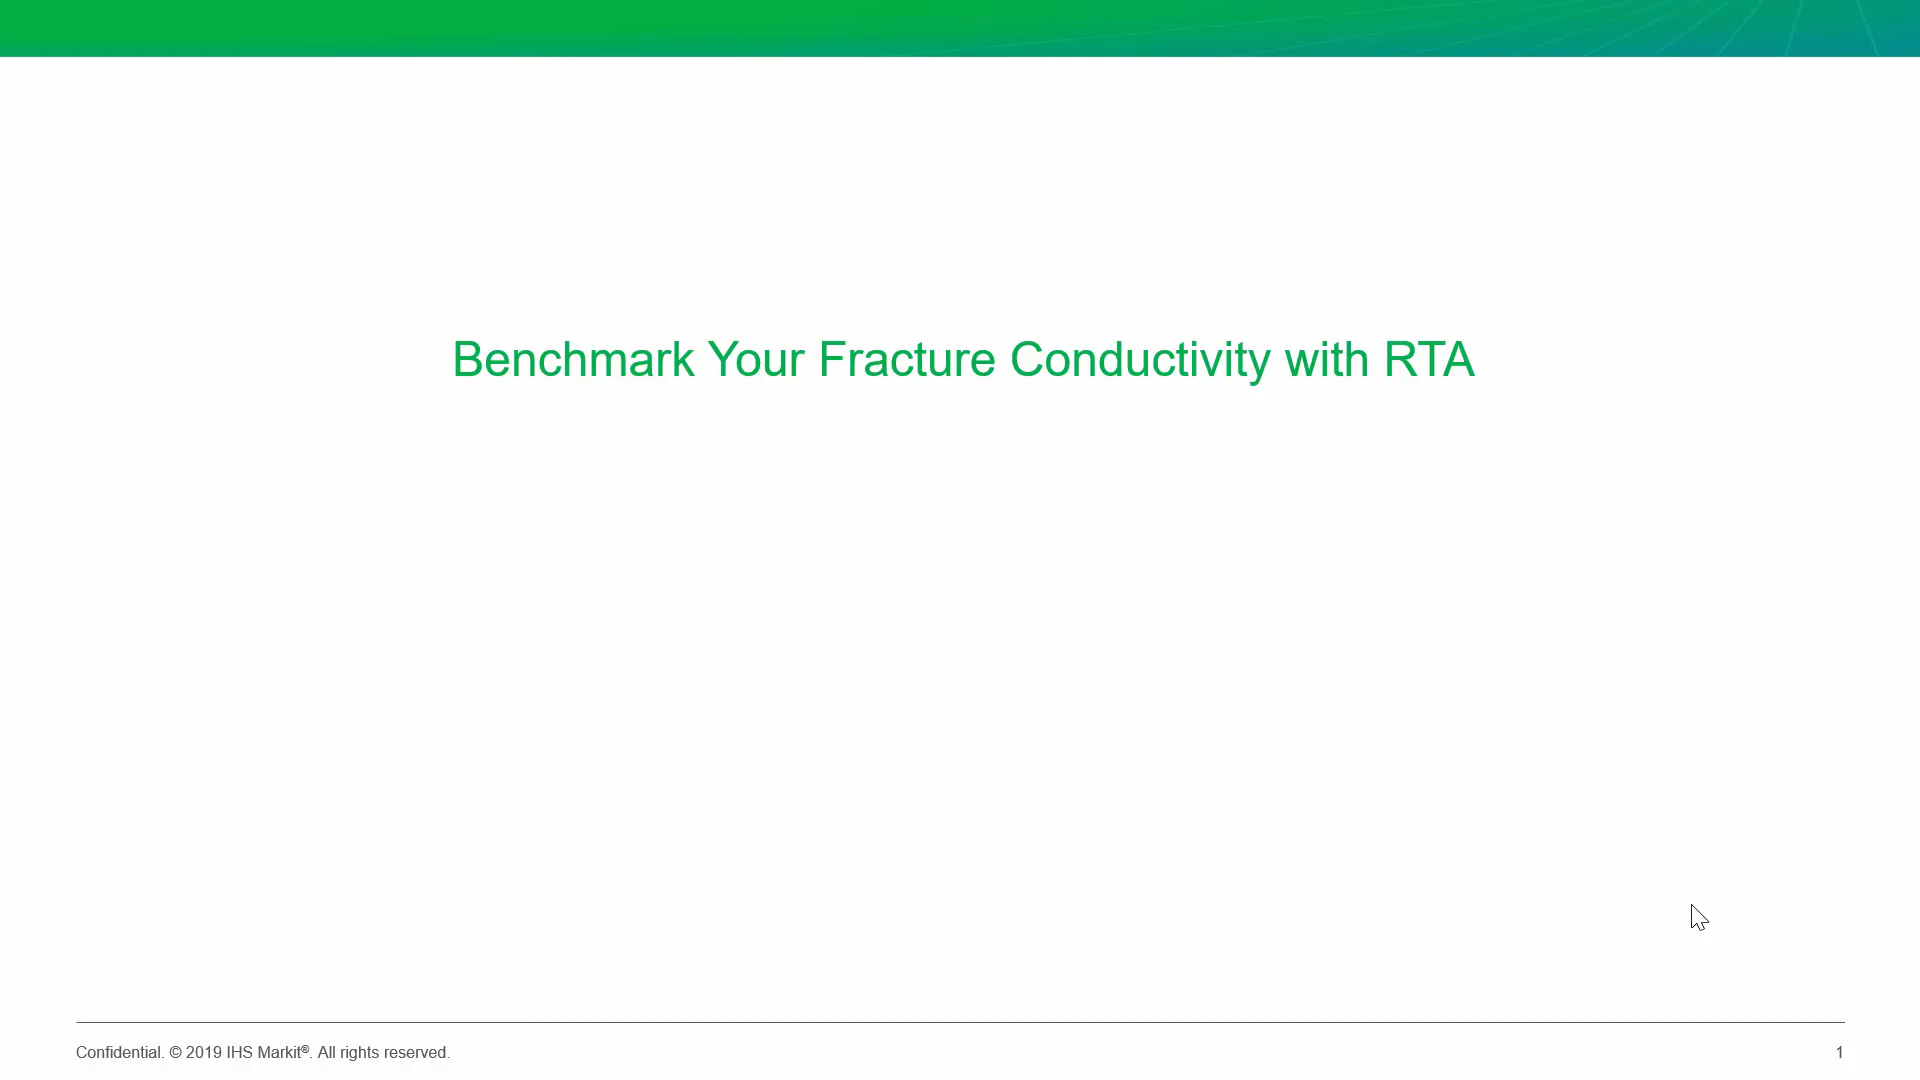 Benchmark Your Fracture Conductivity with RTA
Confidential. © 2019 IHS Markit®. All rights reserved.
1